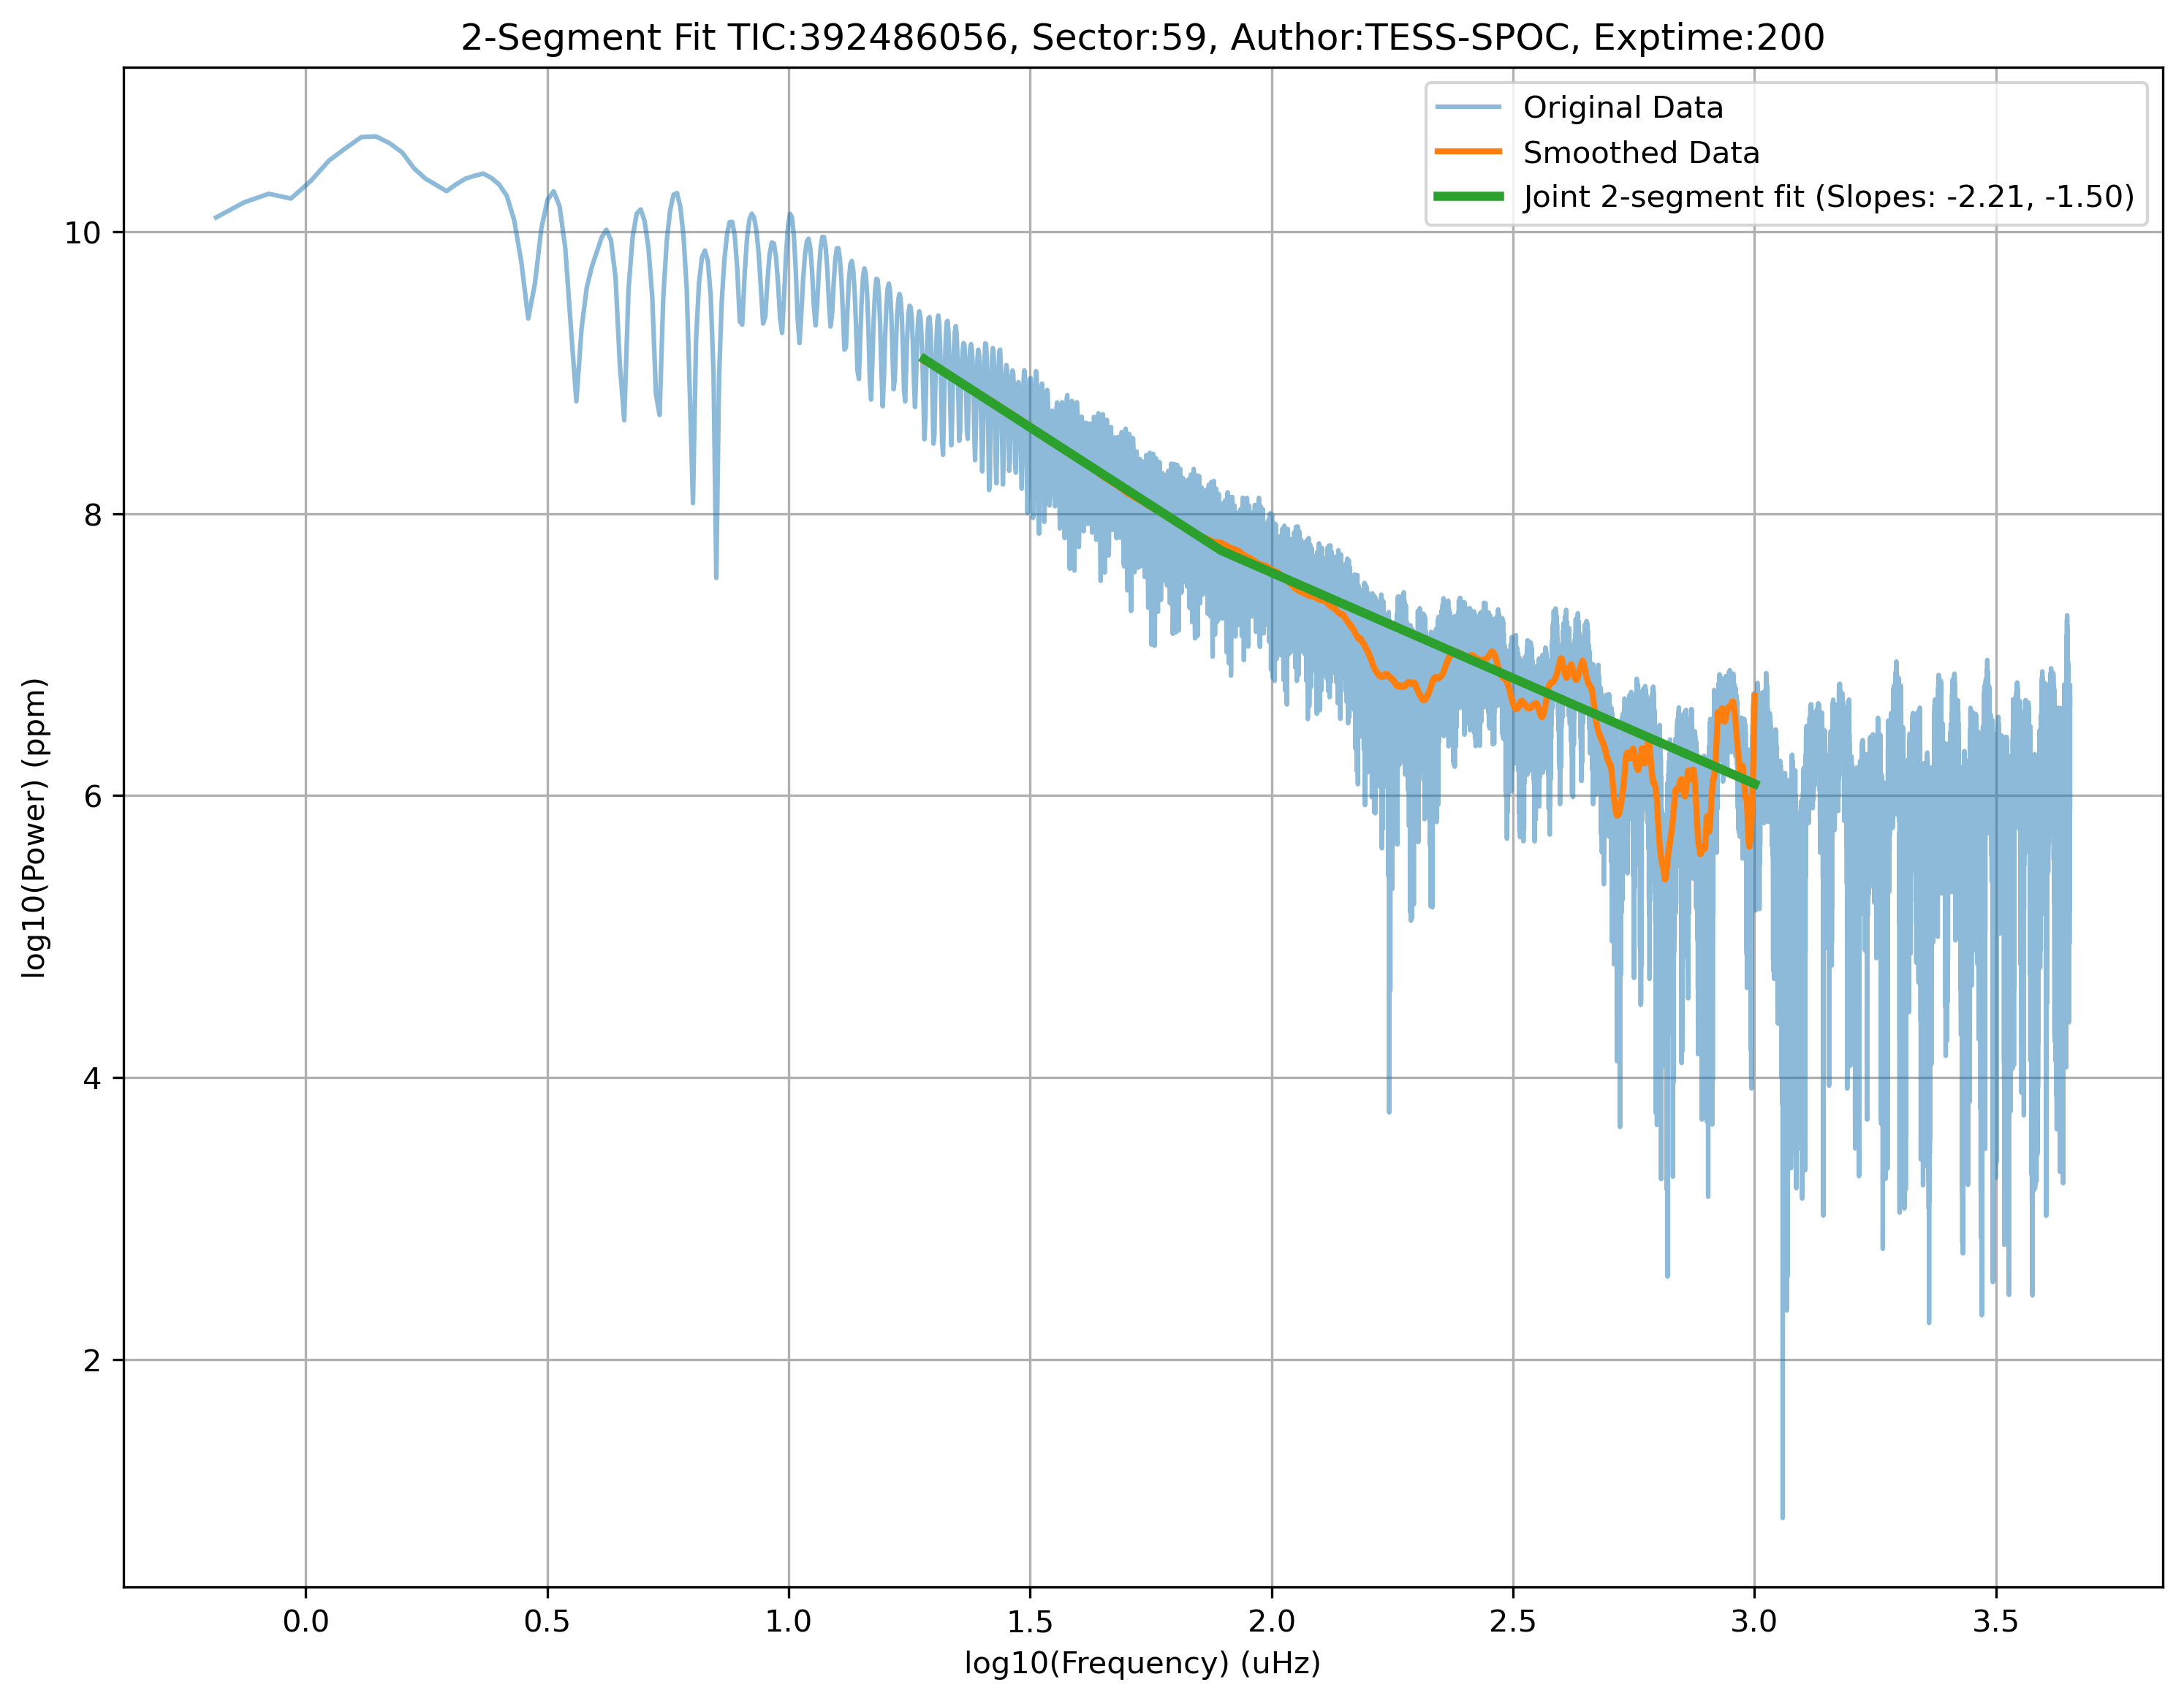 2-Segment Fit TIC:392486056, Sector:59, Author:TESS-SPOC, Exptime:200
Original Data
Smoothed Data
Joint 2-segment fit (Slopes: -2.21, -1.50)
log10(Power) (ppm)
10
8
6
4
2
0.0 0.5 1.0 1.5 2.0 2.5 3.0 3.5
log10(Frequency) (uHz)